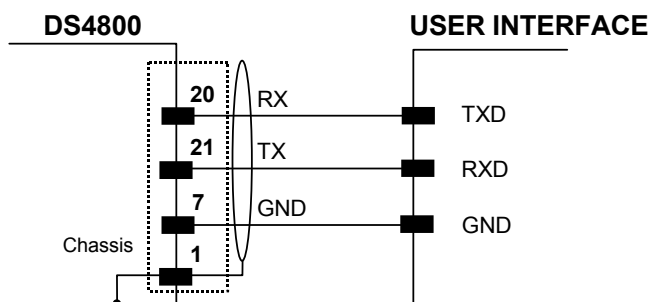 DS4800
USER INTERFACE
20
RX
TXD
21
TX
RXD
7
GND
GND
Chassis
1